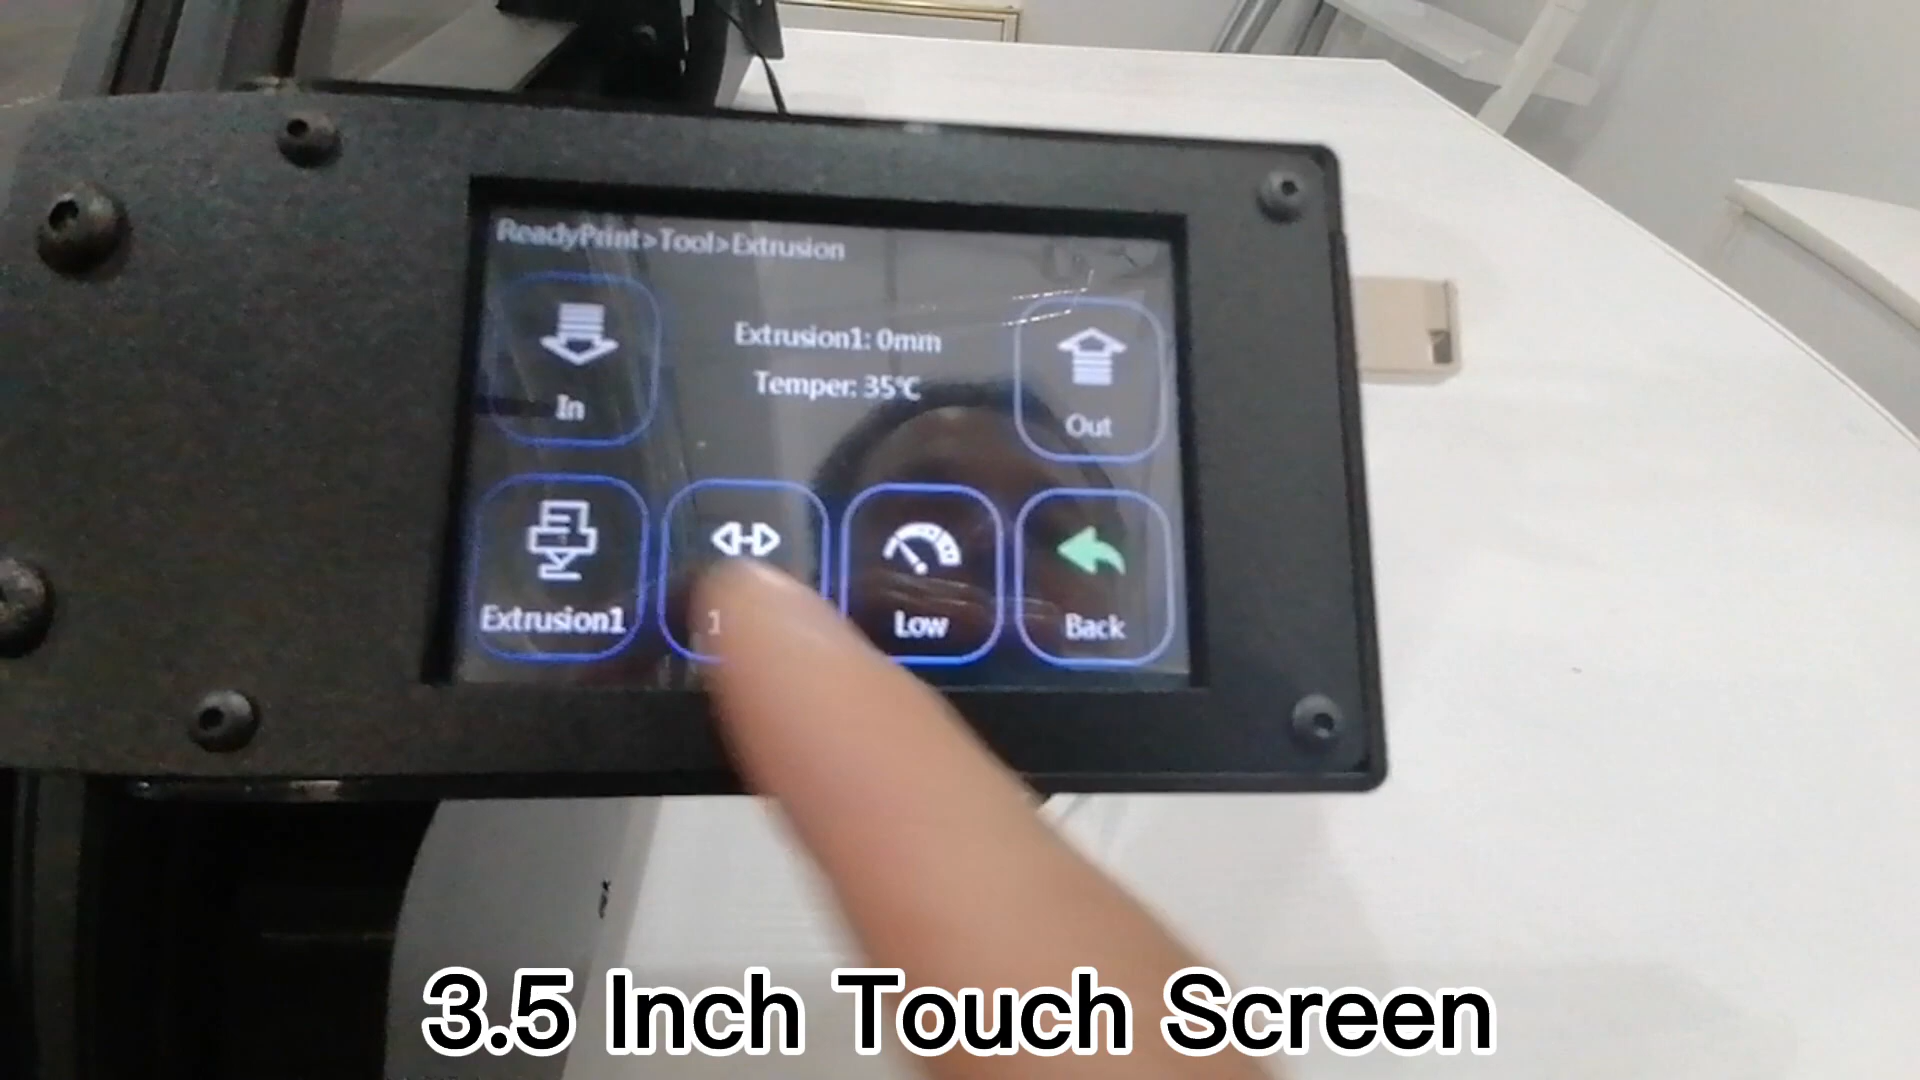 ReadyPrint>Tool>Extrusion
In
Extrusion1: 0mm
Temper: 35℃
Out
Extrusion1
Low
Back
3.5 Inch Touch Screen